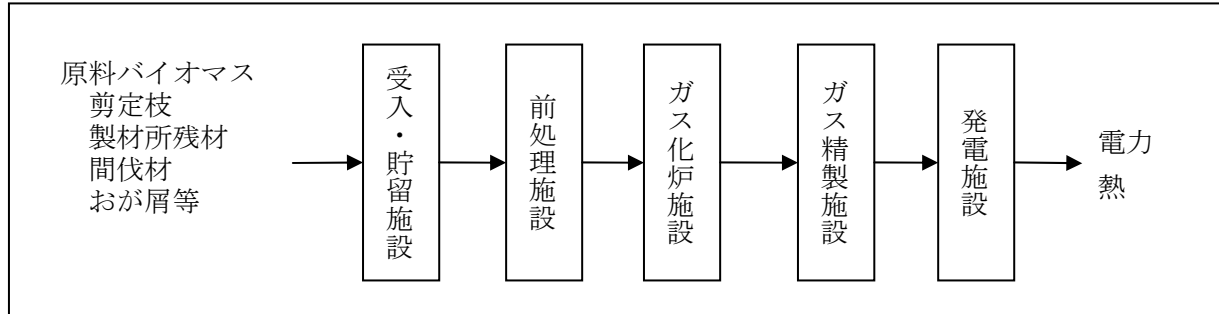 原料バイオマス
剪定枝
製材所残材
間伐材
おが屑等
受入・貯留施設
前処理施設
ガス化炉施設
ガス精製施設
発電施設
電力
熱